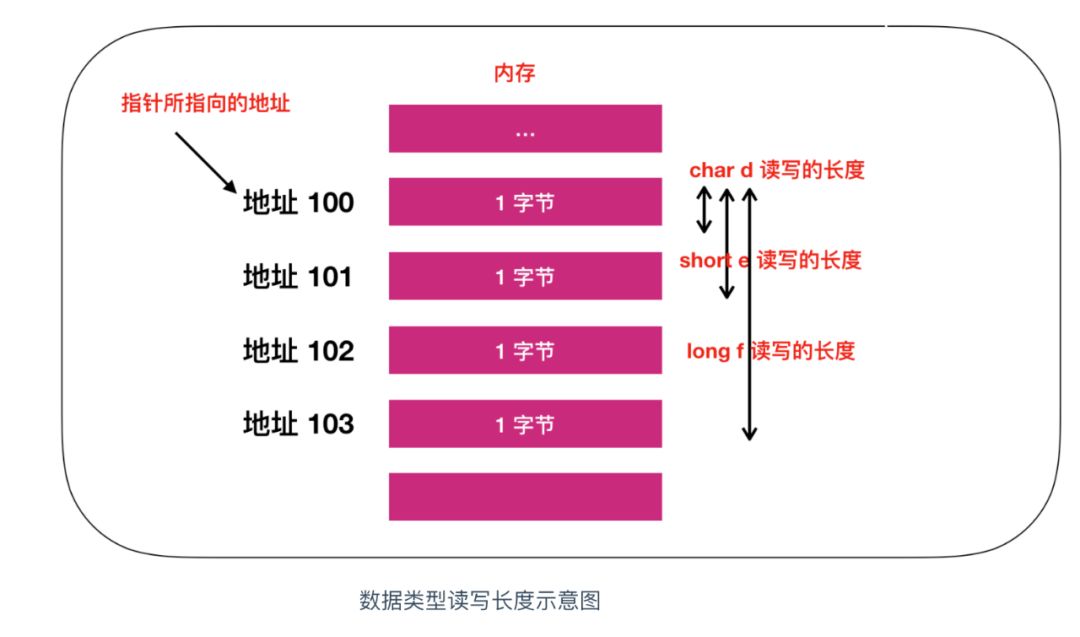 内存
指针所指向的地址
...
char d 读写的长度
地址 100
1 字节
short e 读写的长度
地址 101
1 字节
地址 102
1 字节
long f 读写的长度
地址 103
1 字节
数据类型读写长度示意图